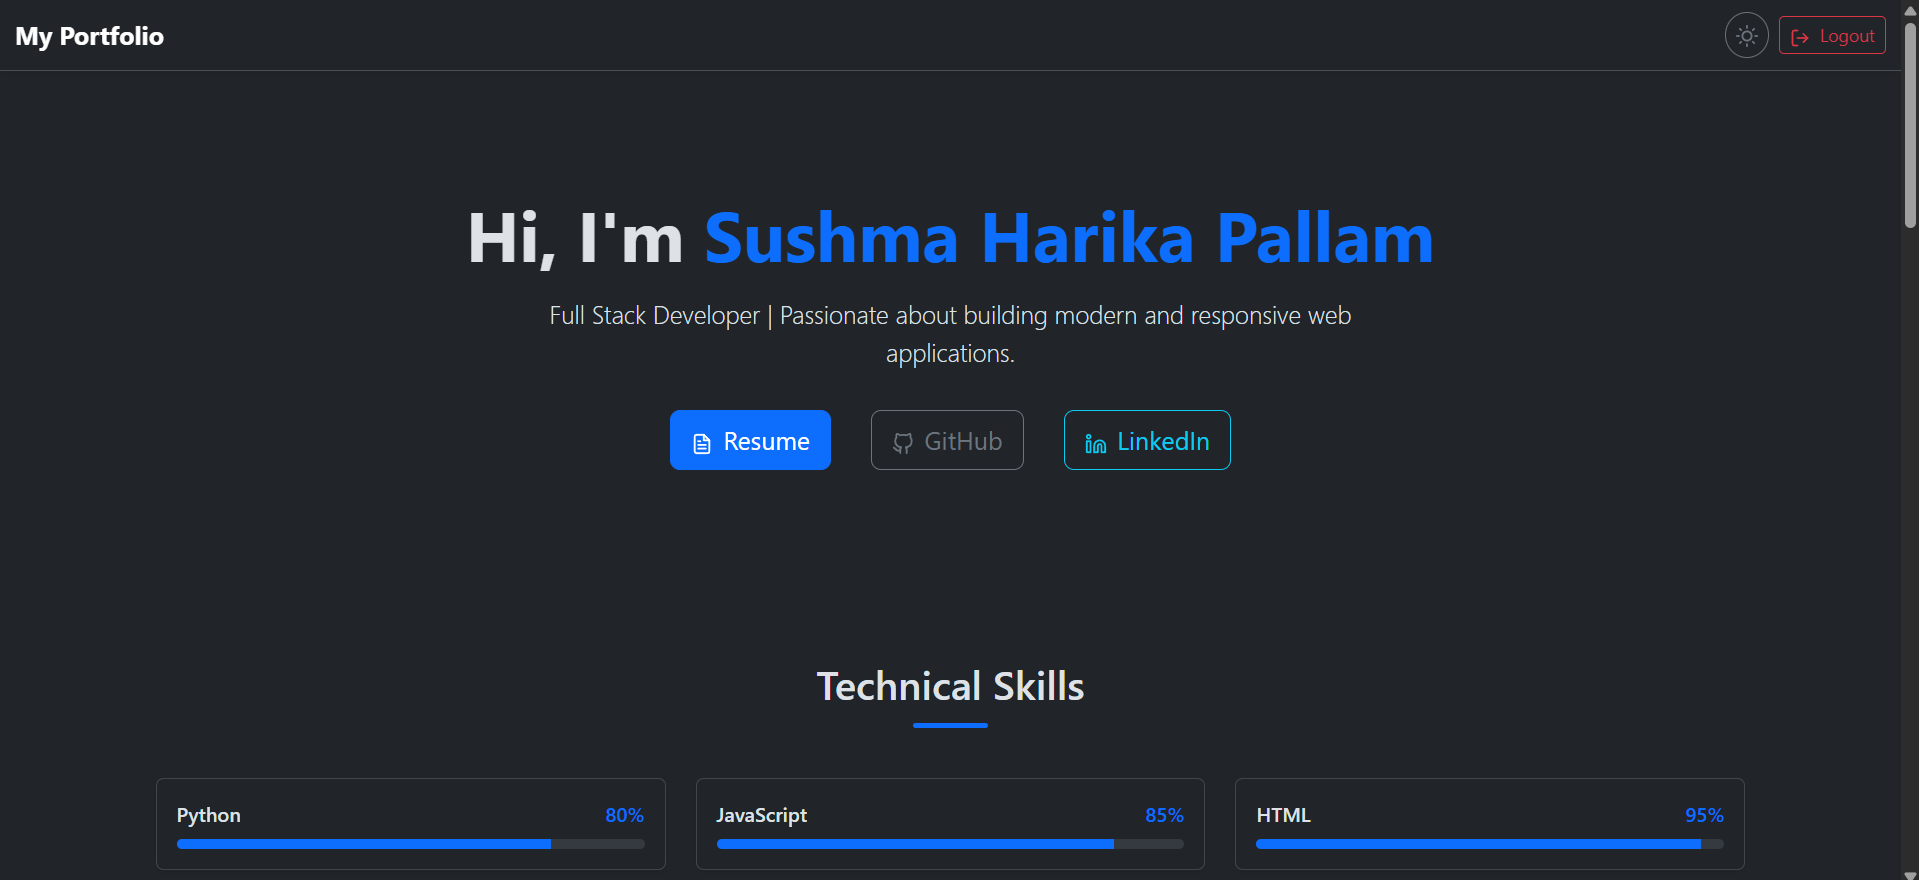 My Portfolio
Logout
Hi, I'm Sushma Harika Pallam
Full Stack Developer | Passionate about building modern and responsive web
applications.
Resume
GitHub
LinkedIn
Technical Skills
Python 80%
JavaScript 85%
HTML 95%